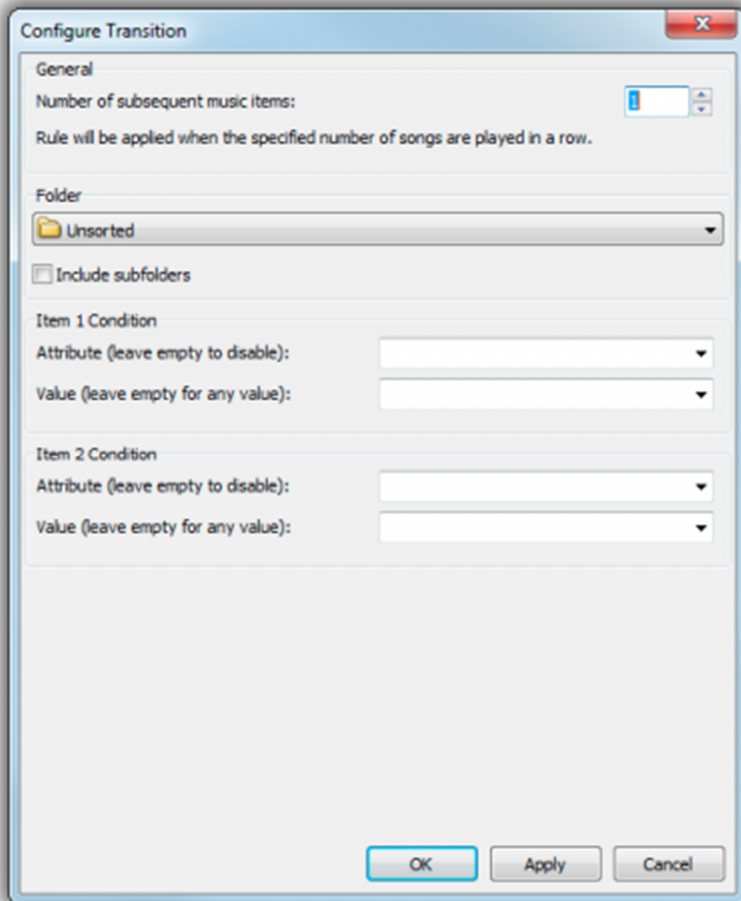 Configure Transition
General
Number of subsequent music items:
1
Rule will be applied when the specified number of songs are played in a row.
Folder
Unsorted
Include subfolders
Item 1 Condition
Attribute (leave empty to disable):
Value (leave empty for any value):
Item 2 Condition
Attribute (leave empty to disable):
Value (leave empty for any value):
OK Apply Cancel